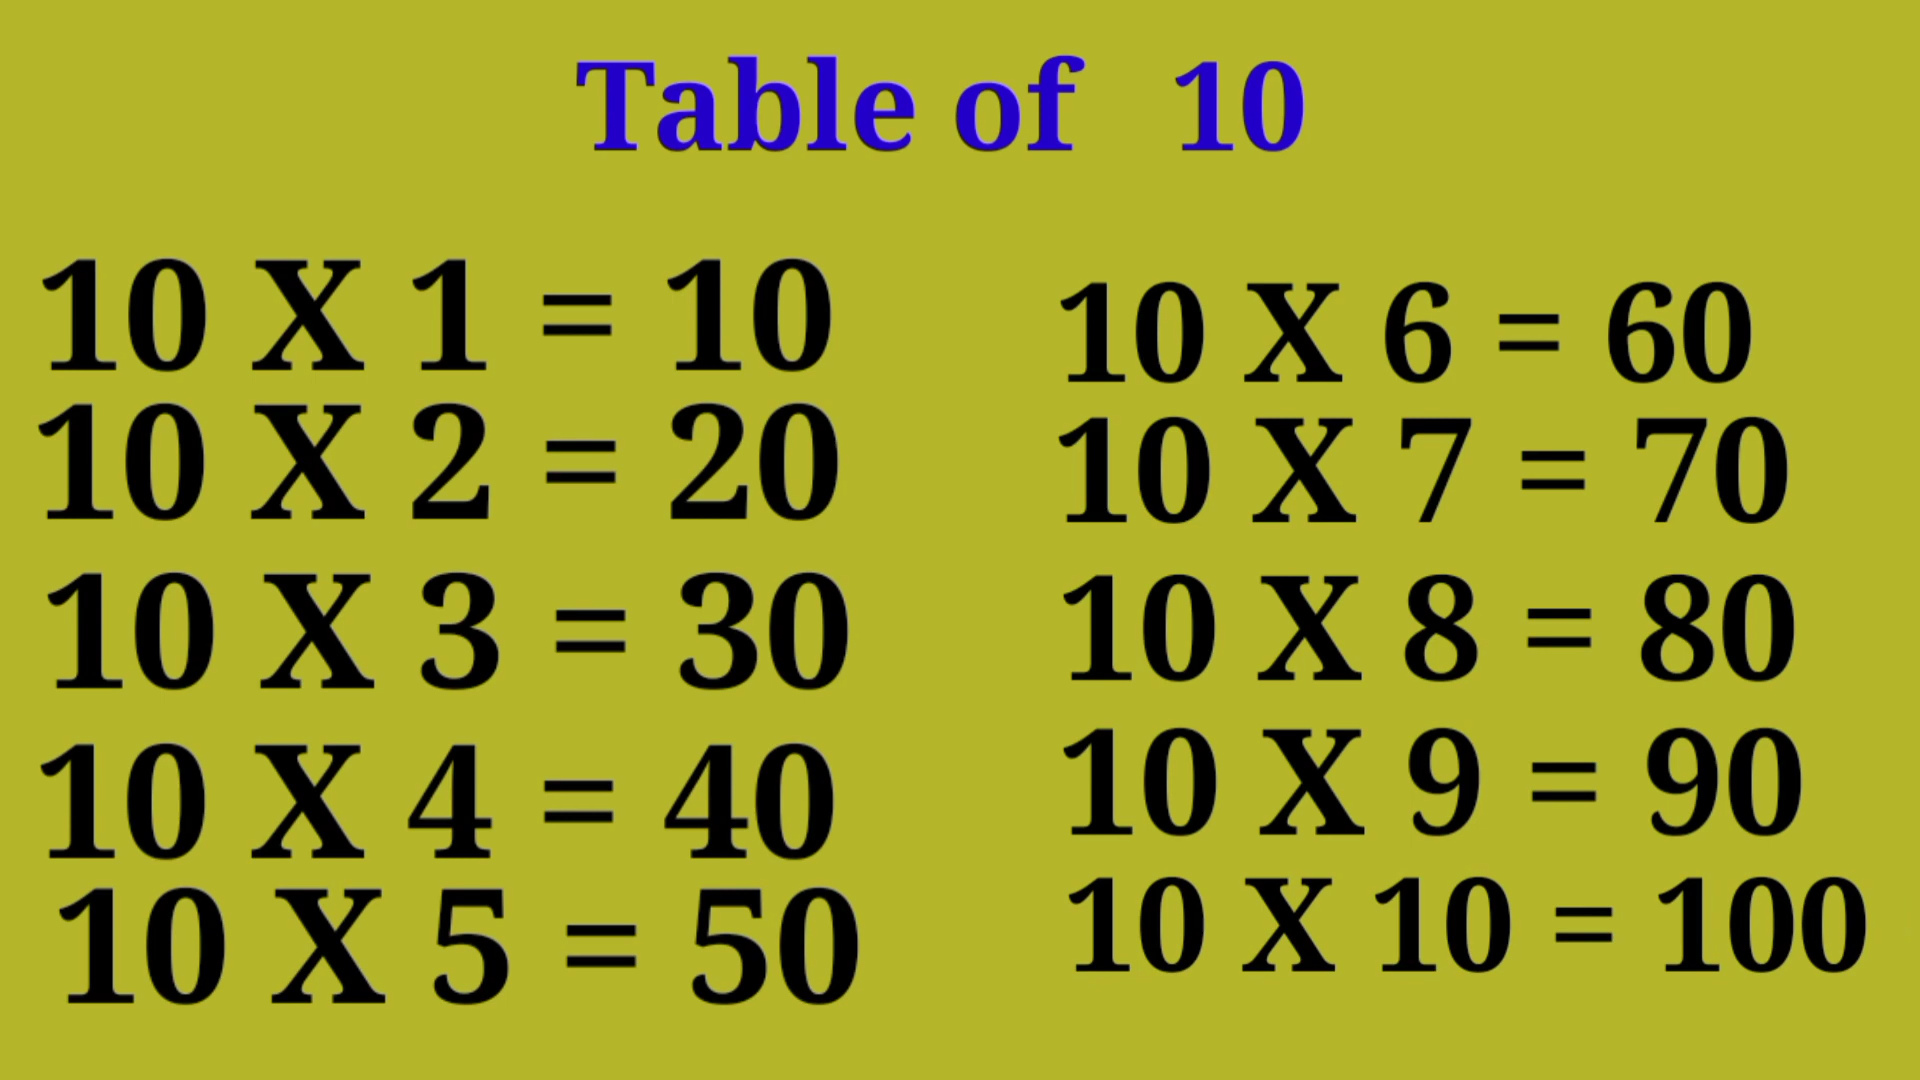 Table of 10
10 X 1 = 10
10 X 2 = 20
10 X 3 = 30
10 X 4 = 40
10 X 5 = 50
10 X 6 = 60
10 X 7 = 70
10 X 8 = 80
10 X 9 = 90
10 X 10 = 100